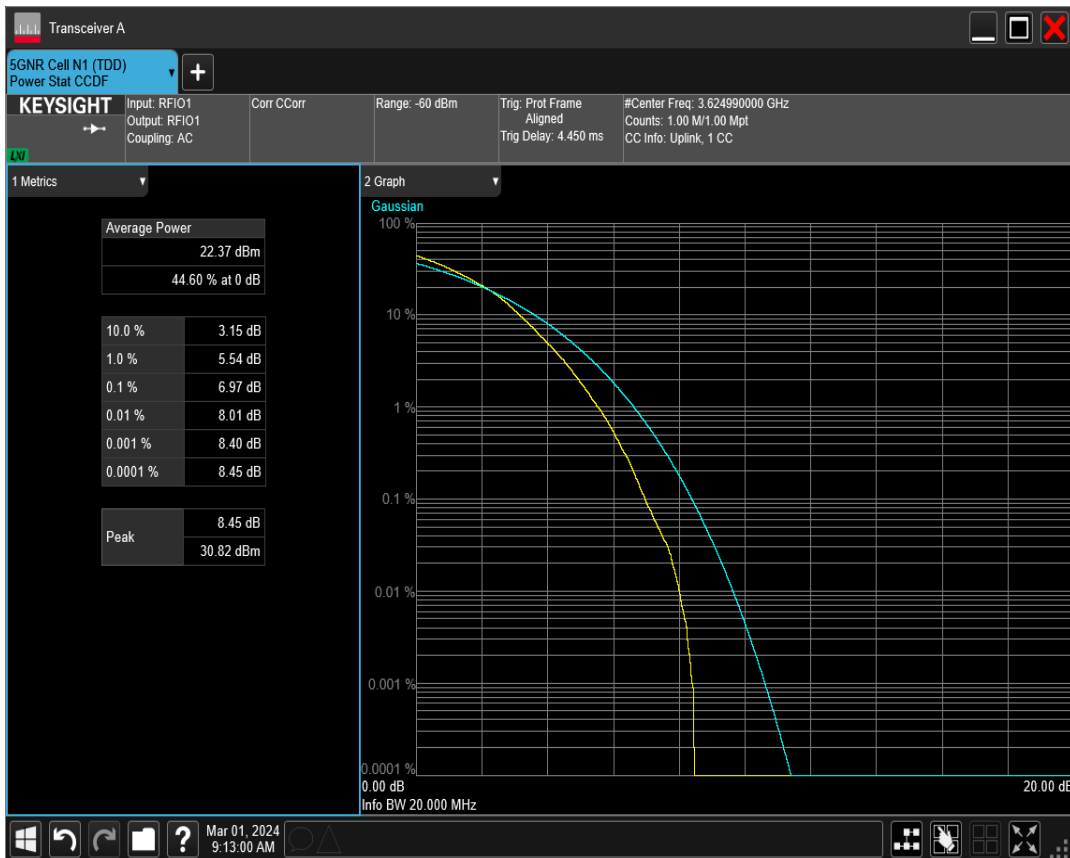 Transceiver A
5GNR Cell N1 (TDD)
Power Stat CCDF
KEYSIGHT
LXI
Input: RFIO1
Output: RFIO1
Coupling: AC
Corr CCorr
Range: -60 dBm
Trig: Prot Frame
Aligned
Trig Delay: 4.450 ms
#Center Freq: 3.624990000 GHz
Counts: 1.00 M/1.00 Mpt
CC Info: Uplink, 1 CC
1 Metrics
Average Power
22.37 dBm
44.60 % at 0 dB
10.0 % 3.15 dB
1.0 % 5.54 dB
0.1 % 6.97 dB
0.01 % 8.01 dB
0.001 % 8.40 dB
0.0001 % 8.45 dB
Peak 8.45 dB
30.82 dBm
2 Graph
Gaussian
100 %
10 %
1 %
0.1 %
0.01 %
0.001 %
0.0001 %
0.00 dB 20.00 dB
Info BW 20.000 MHz
?
Mar 01, 2024
9:13:00 AM